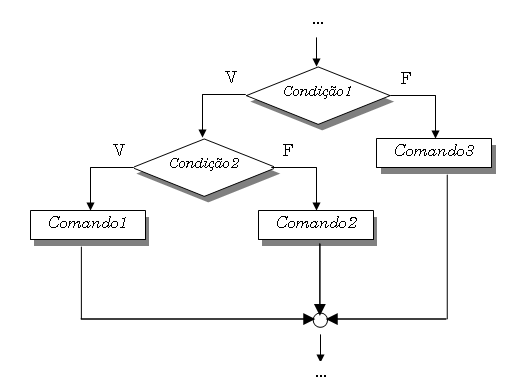 ...
V
Condição1
F
V
Condição2
F
Comando3
Comando1
Comando2
...